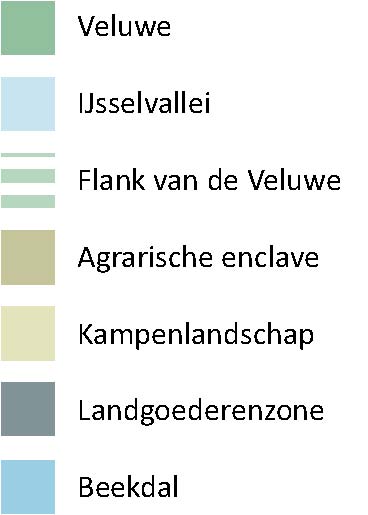 Veluwe
IJsselvallei
Flank van de Veluwe
Agrarische enclave
Kampenlandschap
Landgoederenzone
Beekdal